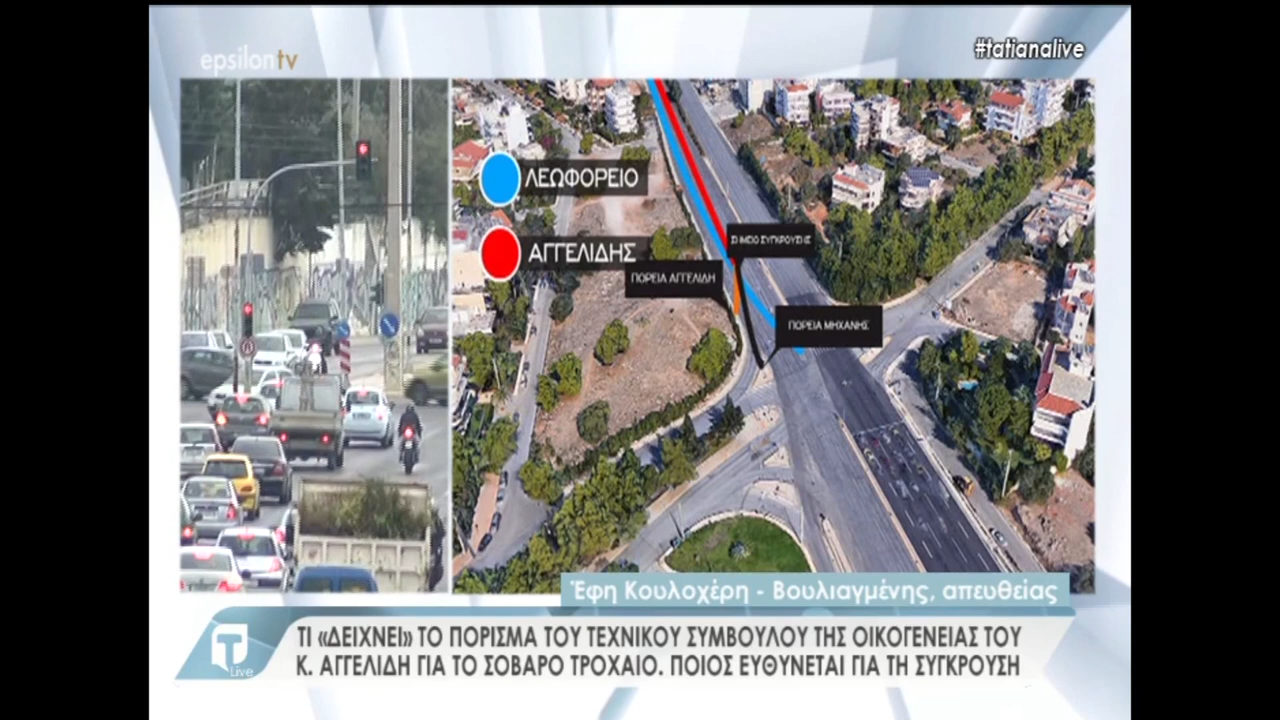 epsilontv
#tatianalive
ΛΕΩΦΟΡΕΙΟ
ΑΓΓΕΛΙΔΗΣ
ΣΗΜΕΙΟ ΣΥΓΚΡΟΥΣΗΣ
ΠΟΡΕΙΑ ΑΓΓΕΛΙΔΗ
ΠΟΡΕΙΑ ΜΗΧΑΝΗΣ
Έφη Κουλοχέρη - Βουλιαγμένης, απευθείας
T Live
ΤΙ «ΔΕΙΧΝΕΙ» ΤΟ ΠΟΡΙΣΜΑ ΤΟΥ ΤΕΧΝΙΚΟΥ ΣΥΜΒΟΥΛΟΥ ΤΗΣ ΟΙΚΟΓΕΝΕΙΑΣ ΤΟΥ
Κ. ΑΓΓΕΛΙΔΗ ΓΙΑ ΤΟ ΣΟΒΑΡΟ ΤΡΟΧΑΙΟ. ΠΟΙΟΣ ΕΥΘΥΝΕΤΑΙ ΓΙΑ ΤΗ ΣΥΓΚΡΟΥΣΗ